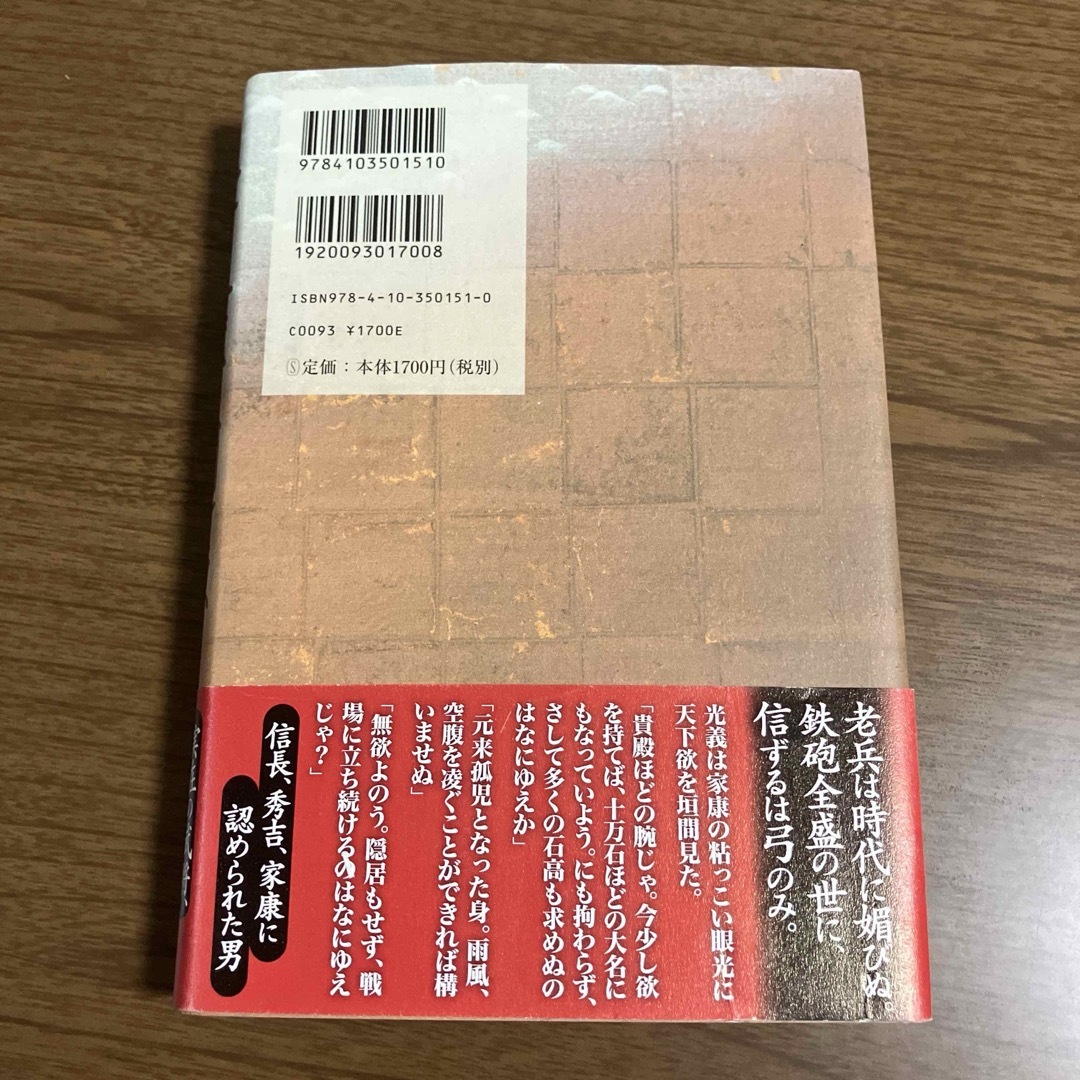 9784103501510
1920093017008
ISBN978-4-10-350151-0
C0093 ¥1700E
Ⓢ定価：本体1700円（税別）
老兵は時代に媚びぬ。
鉄砲全盛の世に、
信ずるは弓のみ。
光義は家康の粘っこい眼光に
天下欲を垣間見た。
「貴殿ほどの腕じゃ。今少し欲
を持てば、十万石ほどの大名に
もなっていよう。にも拘わらず、
さして多くの石高も求めぬの
はなにゆえか」
「元来孤児となった身。雨風、
空腹を凌ぐことができれば構
いませぬ」
「無欲よのう。隠居もせず、戦
場に立ち続けるのはなにゆえ
じゃ？」
信長、秀吉、家康に
認められた男